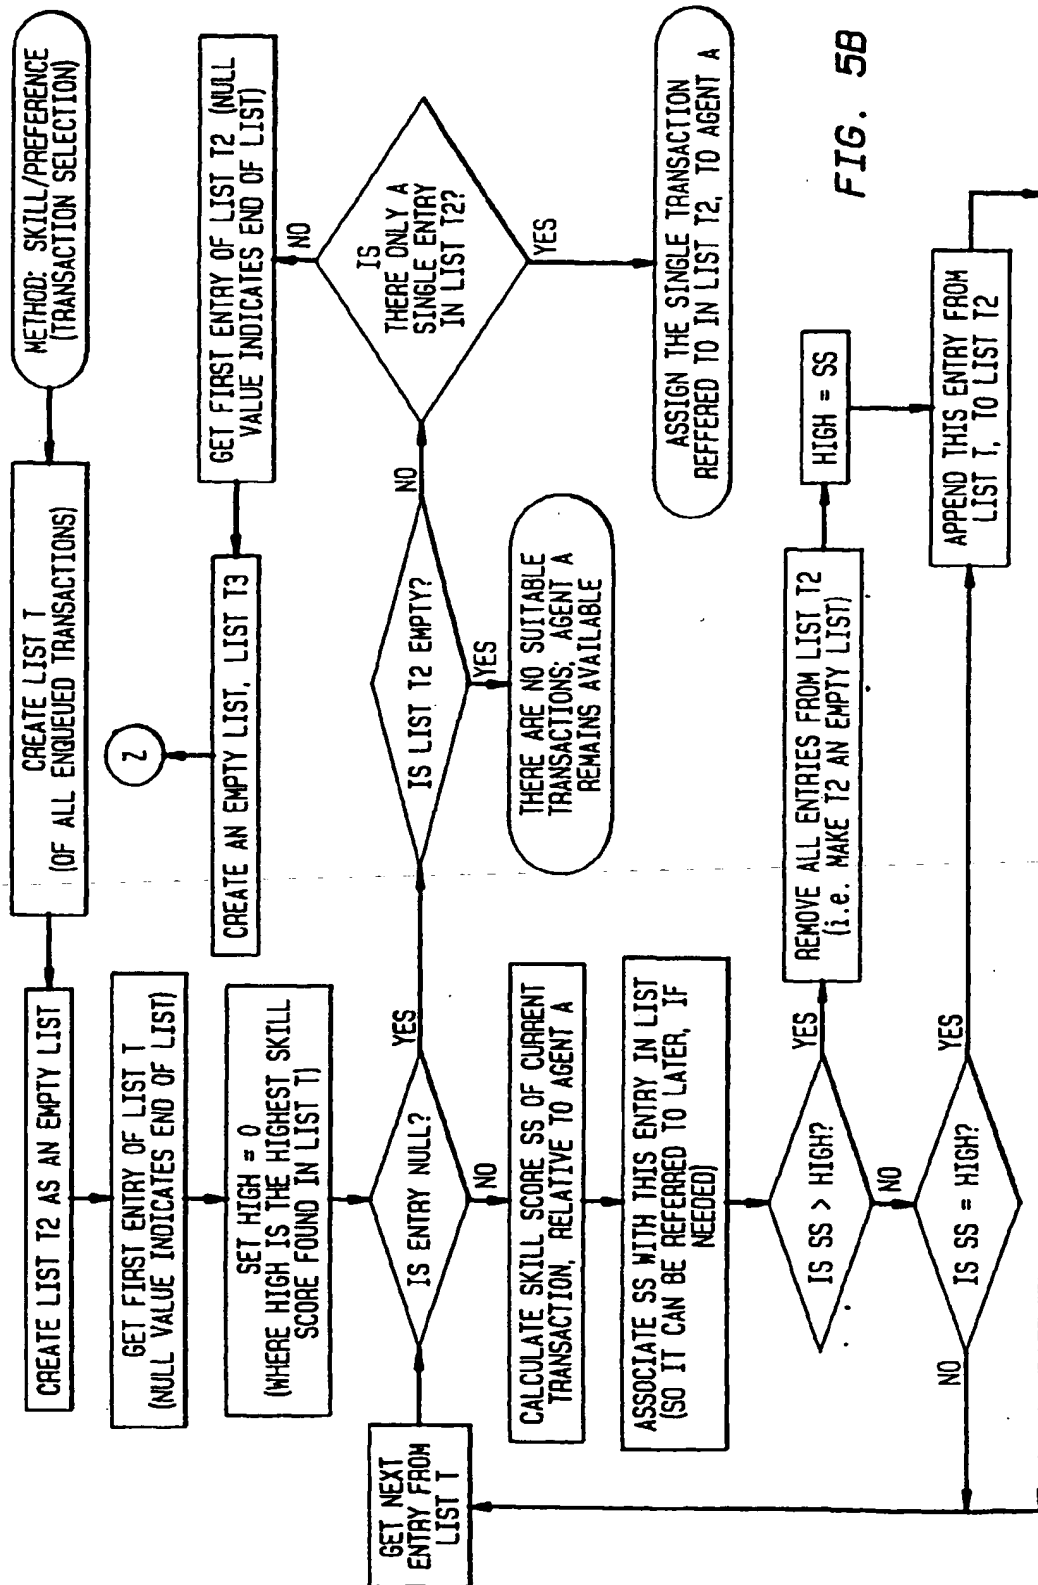 METHOD: SKILL/PREFERENCE
(TRANSACTION SELECTION)
CREATE LIST T
(OF ALL ENQUEUED TRANSACTIONS)
CREATE LIST T2 AS AN EMPTY LIST
GET FIRST ENTRY OF LIST T
(NULL VALUE INDICATES END OF LIST)
SET HIGH = 0
(WHERE HIGH IS THE HIGHEST SKILL
SCORE FOUND IN LIST T)
GET NEXT
ENTRY FROM
LIST T
IS ENTRY NULL?
YES
NO
IS LIST T2 EMPTY?
NO
YES
THERE ARE NO SUITABLE
TRANSACTIONS; AGENT A
REMAINS AVAILABLE
IS
THERE ONLY A
SINGLE ENTRY
IN LIST T2?
NO
YES
GET FIRST ENTRY OF LIST T2 (NULL
VALUE INDICATES END OF LIST)
CREATE AN EMPTY LIST, LIST T3
Z
ASSIGN THE SINGLE TRANSACTION
REFFERED TO IN LIST T2, TO AGENT A
CALCULATE SKILL SCORE SS OF CURRENT
TRANSACTION, RELATIVE TO AGENT A
ASSOCIATE SS WITH THIS ENTRY IN LIST
(SO IT CAN BE REFERRED TO LATER, IF
NEEDED)
IS SS > HIGH?
YES
NO
REMOVE ALL ENTRIES FROM LIST T2
(i.e. MAKE T2 AN EMPTY LIST)
HIGH = SS
IS SS = HIGH?
YES
NO
APPEND THIS ENTRY FROM
LIST T, TO LIST T2
FIG. 5B